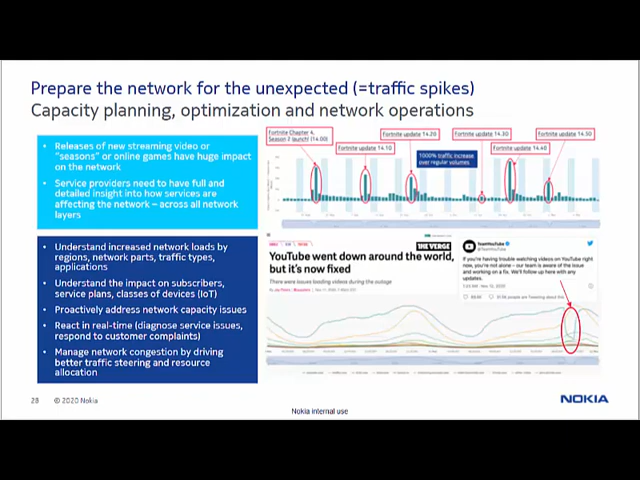 Prepare the network for the unexpected (=traffic spikes)
Capacity planning, optimization and network operations
• Releases of new streaming video or
"seasons" or online games have huge impact
on the network
• Service providers need to have full and
detailed insight into how services are
affecting the network – across all network
layers
• Understand increased network loads by
regions, network parts, traffic types,
applications
• Understand the impact on subscribers,
service plans, classes of devices (IoT)
• Proactively address network capacity issues
• React in real-time (diagnose service issues,
respond to customer complaints)
• Manage network congestion by driving
better traffic steering and resource
allocation
Fortnite Chapter 4,
Season 2 launch (14.00)
Fortnite update 14.10
Fortnite update 14.20
1000% traffic increase
over regular volumes
Fortnite update 14.30
Fortnite update 14.40
Fortnite update 14.50
THE VERGE
YouTube went down around the world,
but it's now fixed
There were issues loading videos during the outage
TeamYouTube
@TeamYouTube
If you're having trouble watching videos on YouTube right
now, you're not alone – our team is aware of the issue
and working on a fix. We'll follow up here with any
updates.
28 © 2020 Nokia
Nokia internal use
NOKIA